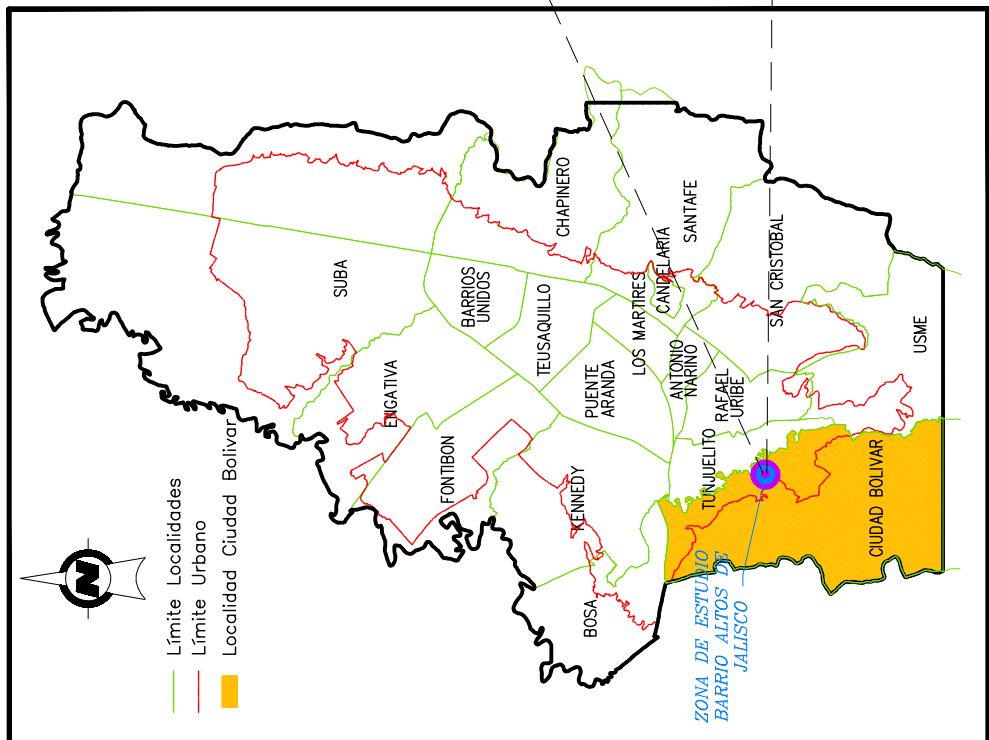 N
Límite Localidades
Límite Urbano
Localidad Ciudad Bolivar
SUBA
BARRIOS
UNIDOS
CHAPINERO
ENGATIVA
TEUSAQUILLO
FONTIBON
PUENTE
ARANDA
LOS MARTIRES
CANDELARIA
SANTAFE
KENNEDY
ANTONIO
NARINO
RAFAEL
URIBE
SAN CRISTOBAL
BOSA
TUNJUELITO
USME
CIUDAD BOLIVAR
ZONA DE ESTUDIO
BARRIO ALTOS DE
JALISCO